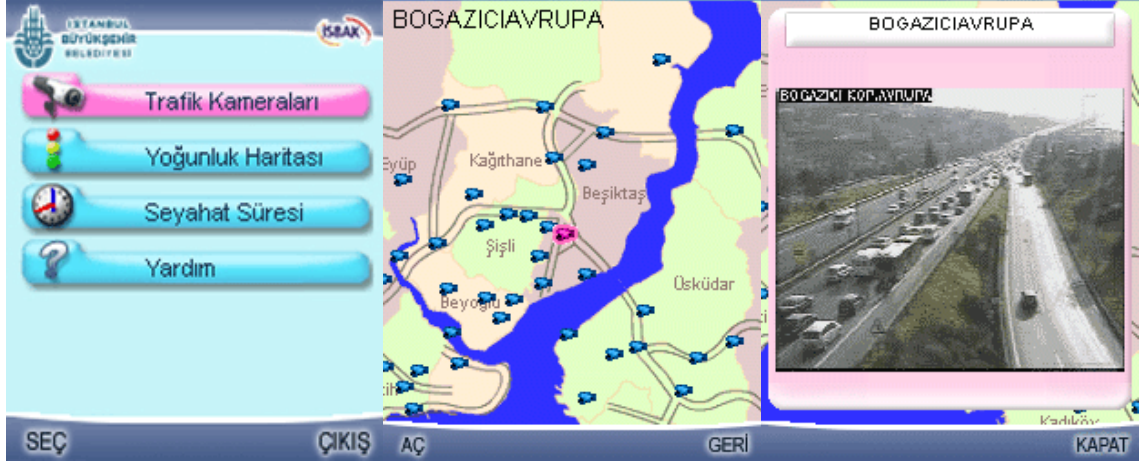 İSTANBUL
BÜYÜKŞEHİR
BELEDİYESİ
İSBAK
Trafik Kameraları
Yoğunluk Haritası
Seyahat Süresi
Yardım
SEÇ
ÇIKIŞ
BOGAZICIAVRUPA
Eyüp
Kağıthane
Beşiktaş
Şişli
Üsküdar
Beyoğlu
AÇ
GERİ
BOGAZICIAVRUPA
BOGAZICI KOP.AVRUPA
Kadıköy
KAPAT